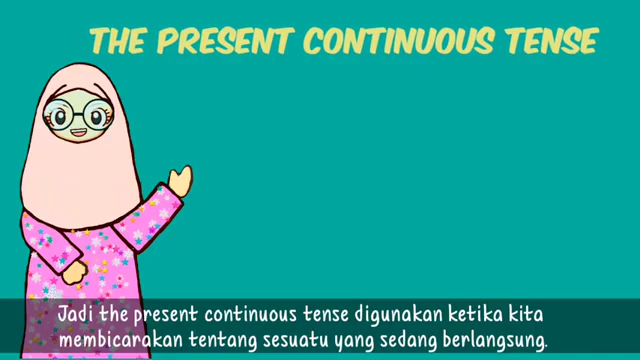 THE PRESENT CONTINUOUS TENSE
Jadi the present continuous tense digunakan ketika kita
membicarakan tentang sesuatu yang sedang berlangsung.